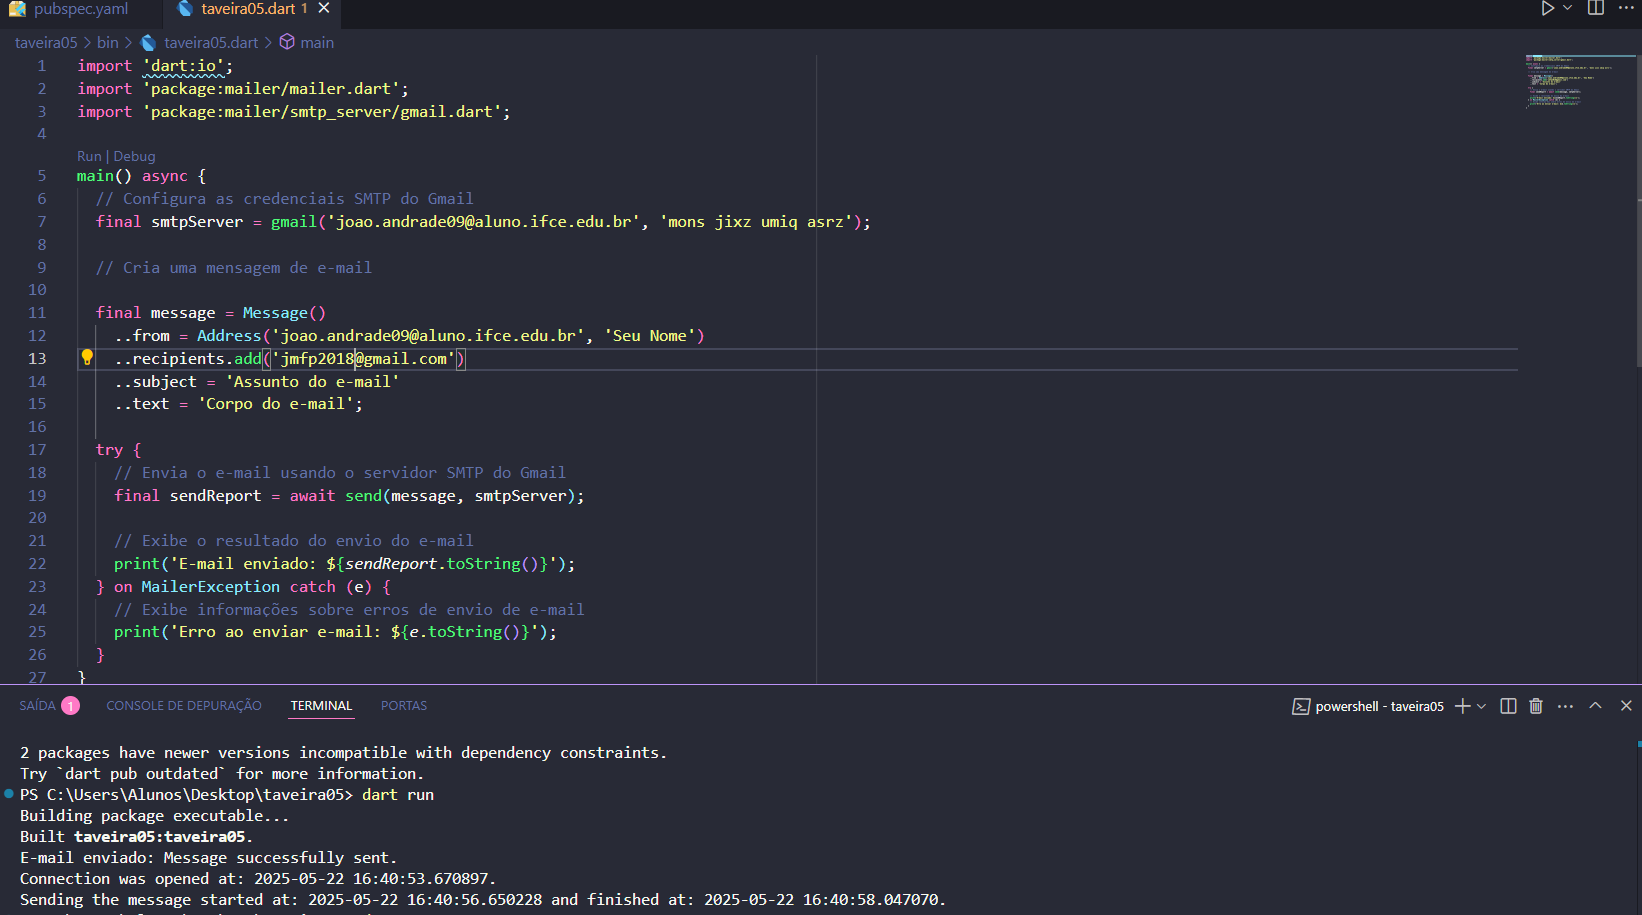 pubspec.yaml
taveira05.dart 1
taveira05 > bin > taveira05.dart > main
1 import 'dart:io';
2 import 'package:mailer/mailer.dart';
3 import 'package:mailer/smtp_server/gmail.dart';
4
Run | Debug
5 main() async {
6 // Configura as credenciais SMTP do Gmail
7 final smtpServer = gmail('joao.andrade09@aluno.ifce.edu.br', 'mons jixz umiq asrz');
8
9 // Cria uma mensagem de e-mail
10
11 final message = Message()
12 ..from = Address('joao.andrade09@aluno.ifce.edu.br', 'Seu Nome')
13 ..recipients.add('jmfp2018@gmail.com')
14 ..subject = 'Assunto do e-mail'
15 ..text = 'Corpo do e-mail';
16
17 try {
18 // Envia o e-mail usando o servidor SMTP do Gmail
19 final sendReport = await send(message, smtpServer);
20
21 // Exibe o resultado do envio do e-mail
22 print('E-mail enviado: ${sendReport.toString()}');
23 } on MailerException catch (e) {
24 // Exibe informações sobre erros de envio de e-mail
25 print('Erro ao enviar e-mail: ${e.toString()}');
26 }
27 }
SAÍDA 1 CONSOLE DE DEPURAÇÃO TERMINAL PORTAS
powershell - taveira05
2 packages have newer versions incompatible with dependency constraints.
Try `dart pub outdated` for more information.
PS C:\Users\Alunos\Desktop\taveira05> dart run
Building package executable...
Built taveira05:taveira05.
E-mail enviado: Message successfully sent.
Connection was opened at: 2025-05-22 16:40:53.670897.
Sending the message started at: 2025-05-22 16:40:56.650228 and finished at: 2025-05-22 16:40:58.047070.